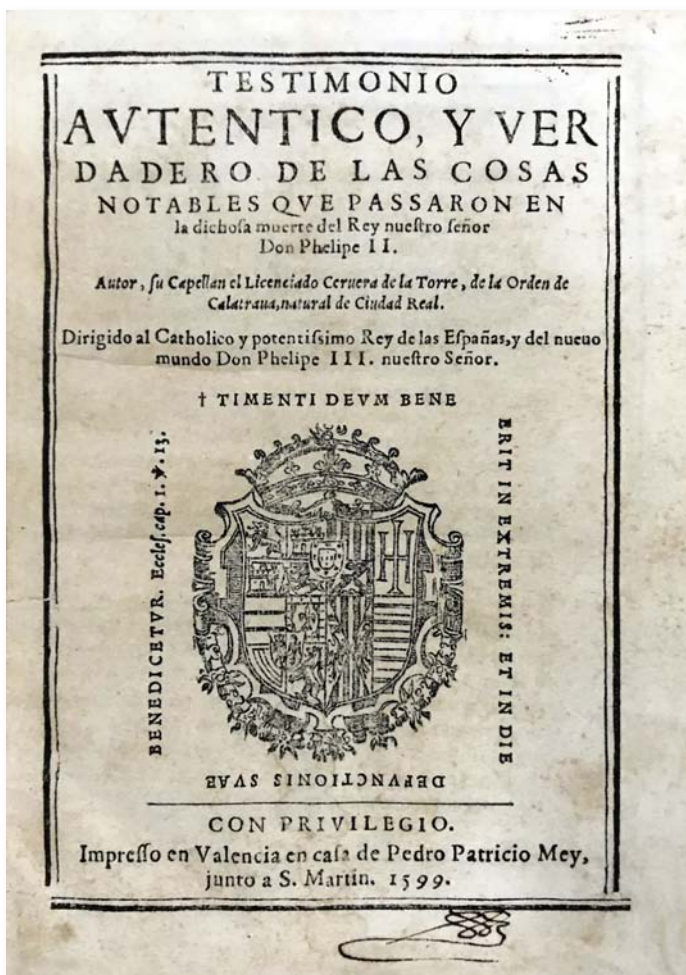 TESTIMONIO
AVTENTICO, Y VER
DADERO DE LAS COSAS
NOTABLES QVE PASSARON EN
la dichoſa muerte del Rey nueſtro ſeñor
Don Phelipe II.
Autor, ſu Capellan el Licenciado Ceruera de la Torre, de la Orden de
Calatraua, natural de Ciudad Real.
Dirigido al Catholico y potentiſsimo Rey de las Eſpañas, y del nueuo
mundo Don Phelipe III. nueſtro Señor.
† TIMENTI DEVM BENE
ERIT IN EXTREMIS: ET IN DIE
DEFVNCTIONIS SVAE
BENEDICETVR. Eccleſ. cap. 1. ℣. 13.
CON PRIVILEGIO.
Impreſſo en Valencia en caſa de Pedro Patricio Mey,
junto a S. Martin. 1599.